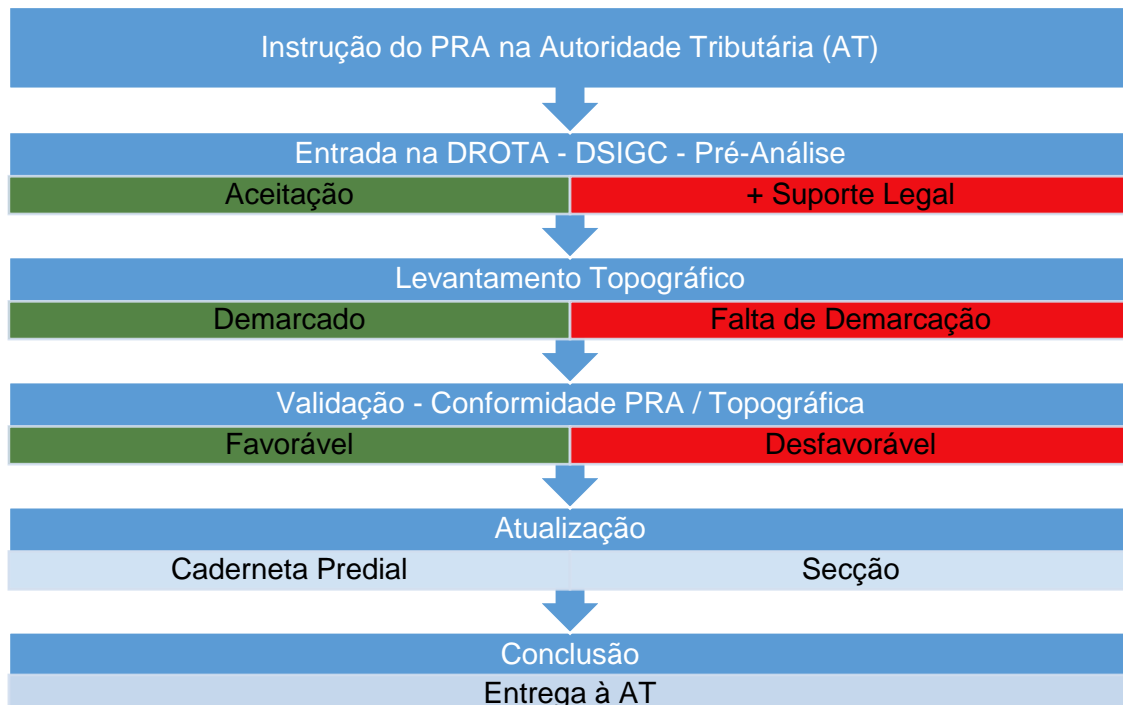 Instrução do PRA na Autoridade Tributária (AT)
Entrada na DROTA - DSIGC - Pré-Análise
Aceitação
+ Suporte Legal
Levantamento Topográfico
Demarcado
Falta de Demarcação
Validação - Conformidade PRA / Topográfica
Favorável
Desfavorável
Atualização
Caderneta Predial
Secção
Conclusão
Entrega à AT